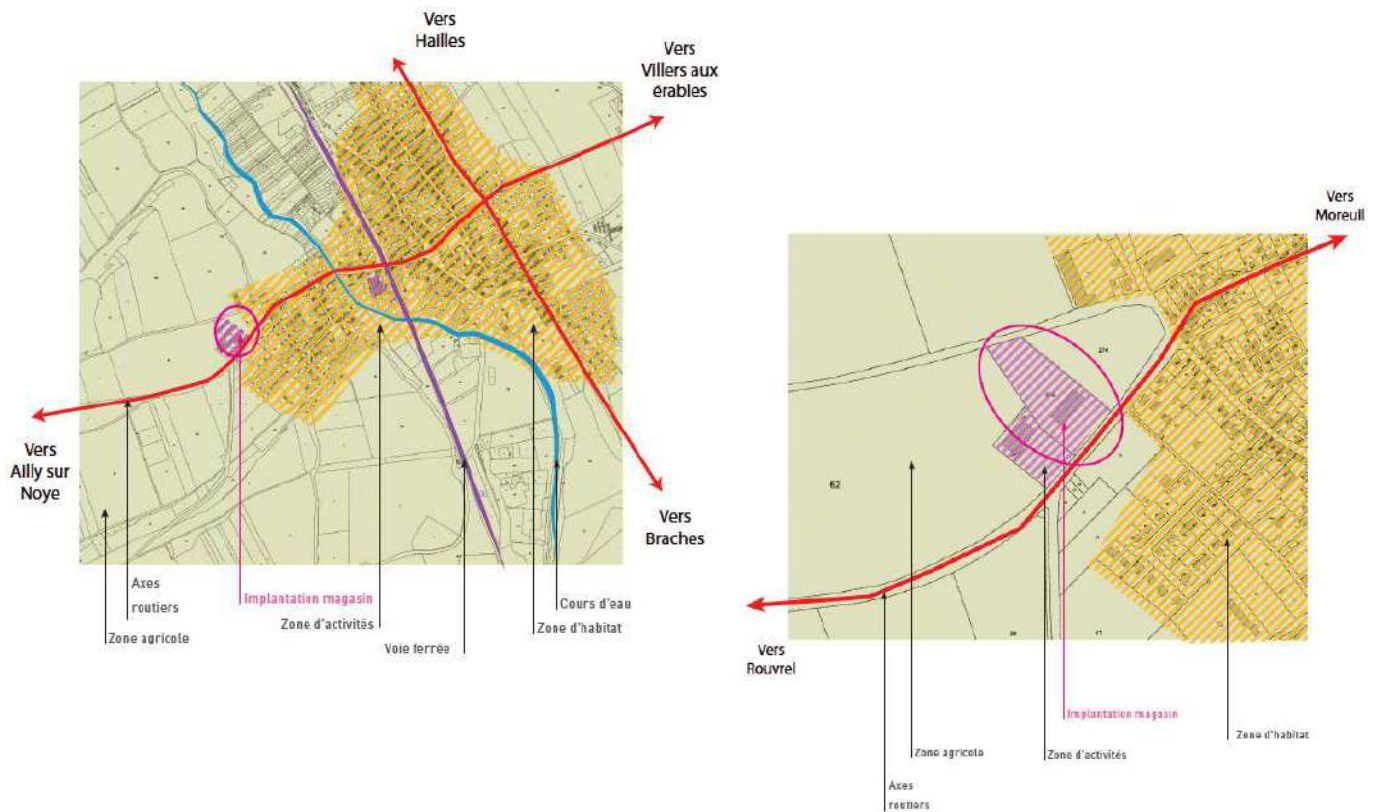 Vers
Hailles
Vers
Villers aux
érables
Vers
Ailly sur
Noye
Vers
Braches
Axes
routiers
Zone agricole
Implantation magasin
Zone d'activités
Voie ferrée
Cours d'eau
Zone d'habitat
Vers
Moreuil
274
62
Vers
Rouvrel
Implantation magasin
Zone agricole
Zone d'activités
Zone d'habitat
Axes
routiers